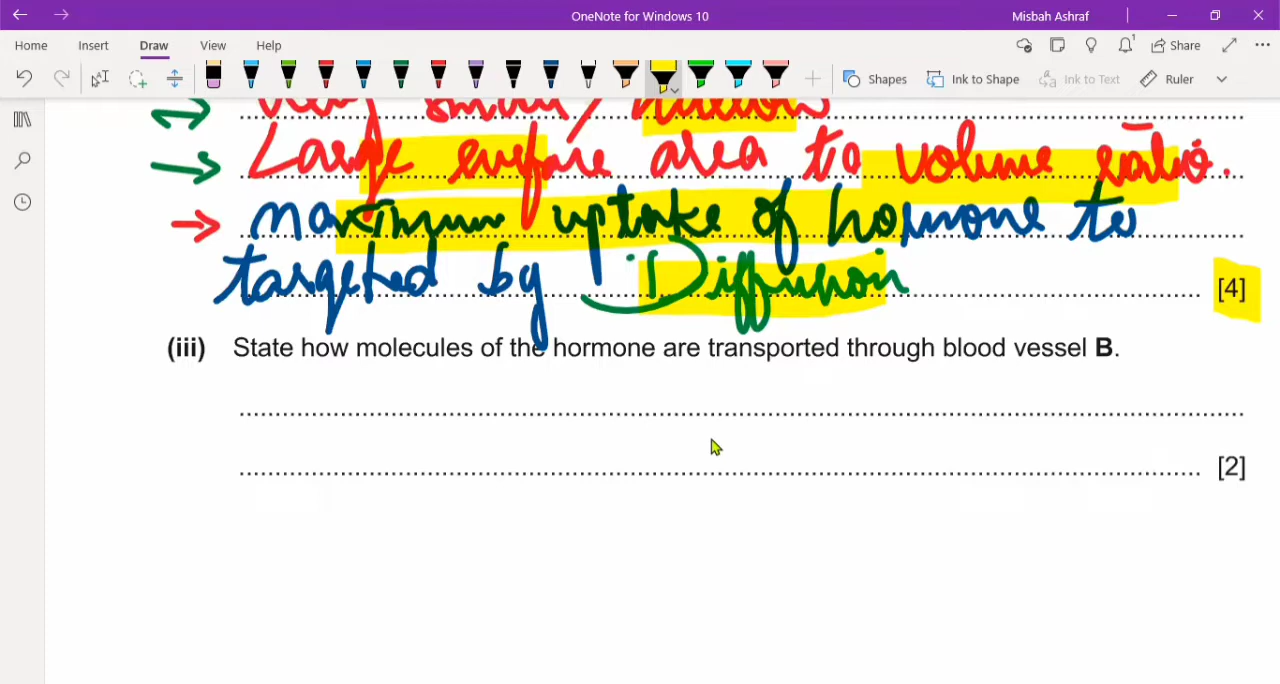 OneNote for Windows 10
Misbah Ashraf
Home Insert Draw View Help
Share
Shapes Ink to Shape Ink to Text Ruler
Very small /
Large surface area to volume ratio.
maximum uptake of hormone to
targeted by Diffusion [4]
(iii) State how molecules of the hormone are transported through blood vessel B.
[2]